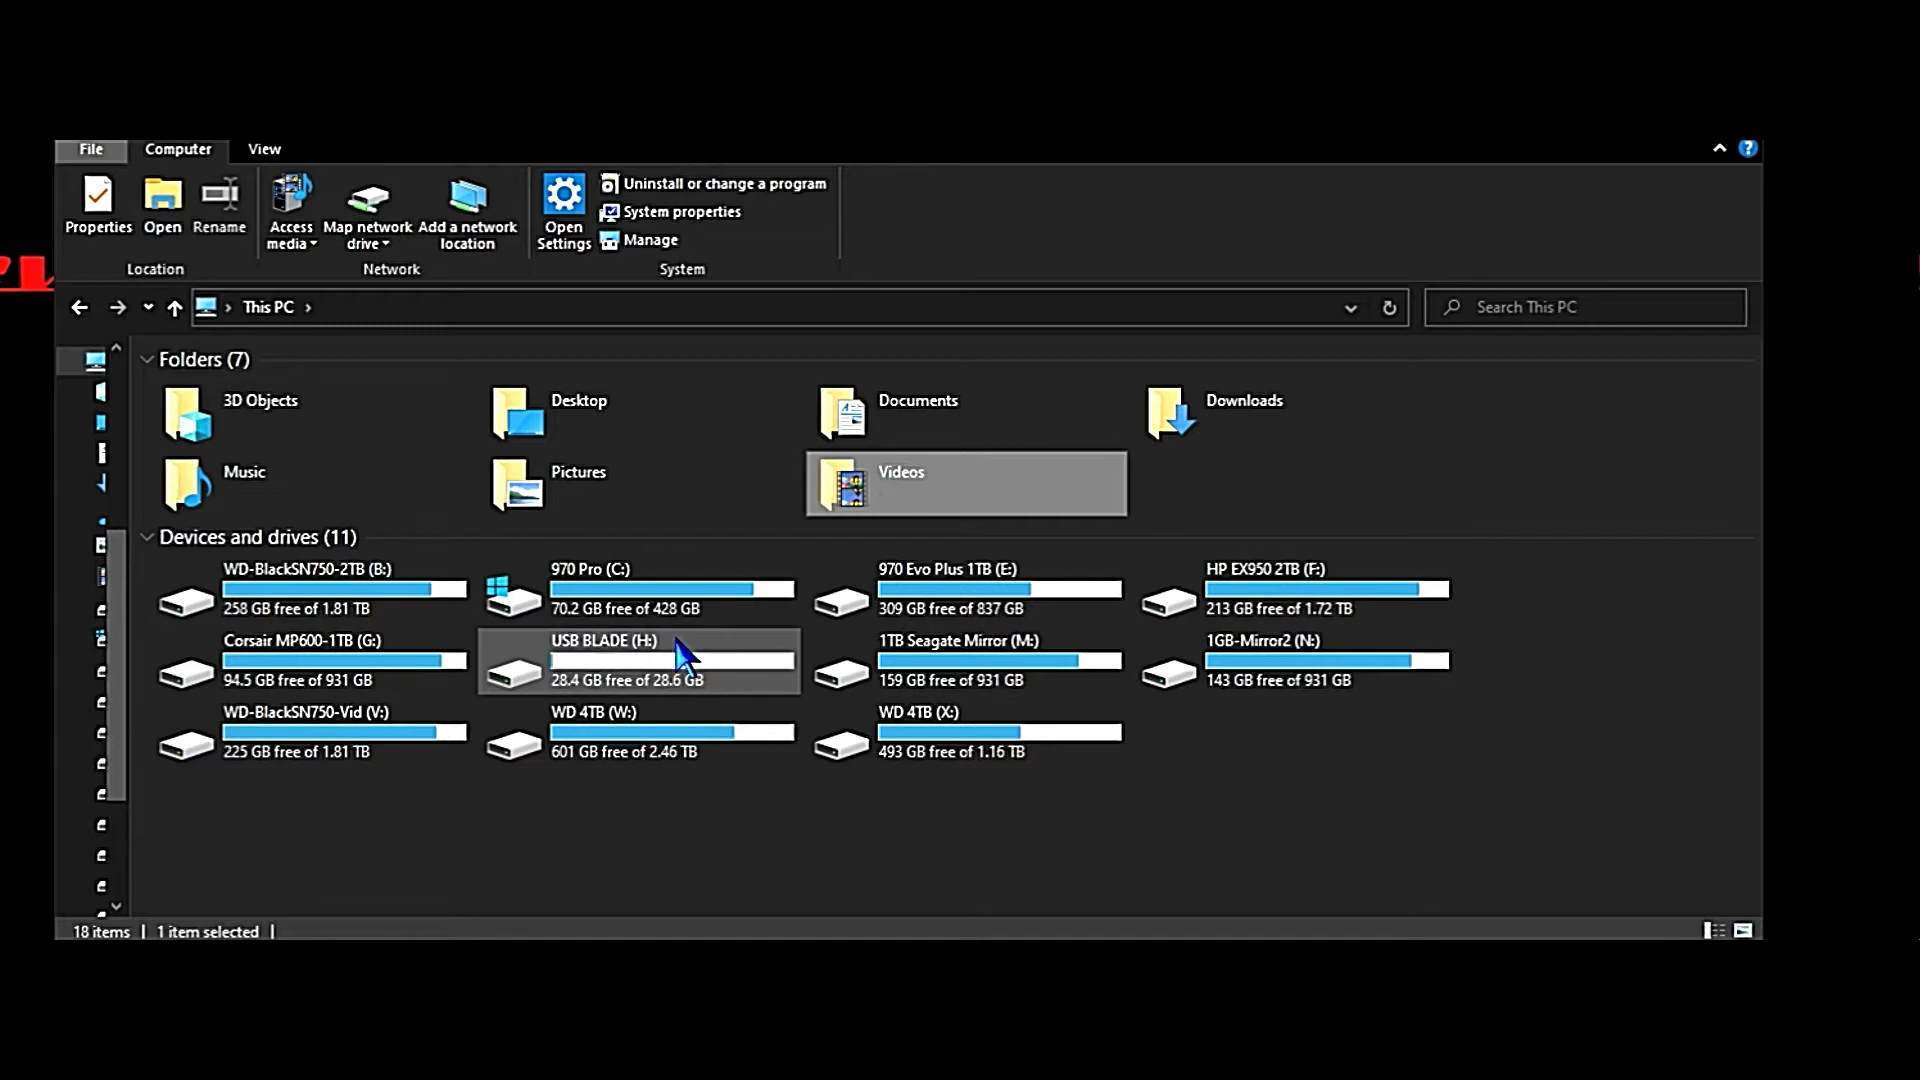 File Computer View
Properties Open Rename Access media Map network drive Add a network location Open Settings Uninstall or change a program
System properties
Manage
Location Network System
This PC Search This PC
Folders (7)
3D Objects Desktop Documents Downloads
Music Pictures Videos
Devices and drives (11)
WD-BlackSN750-2TB (B:) 970 Pro (C:) 970 Evo Plus 1TB (E:) HP EX950 2TB (F:)
258 GB free of 1.81 TB 70.2 GB free of 428 GB 309 GB free of 837 GB 213 GB free of 1.72 TB
Corsair MP600-1TB (G:) USB BLADE (H:) 1TB Seagate Mirror (M:) 1GB-Mirror2 (N:)
94.5 GB free of 931 GB 28.4 GB free of 28.6 GB 159 GB free of 931 GB 143 GB free of 931 GB
WD-BlackSN750-Vid (V:) WD 4TB (W:) WD 4TB (X:)
225 GB free of 1.81 TB 601 GB free of 2.46 TB 493 GB free of 1.16 TB
18 items 1 item selected